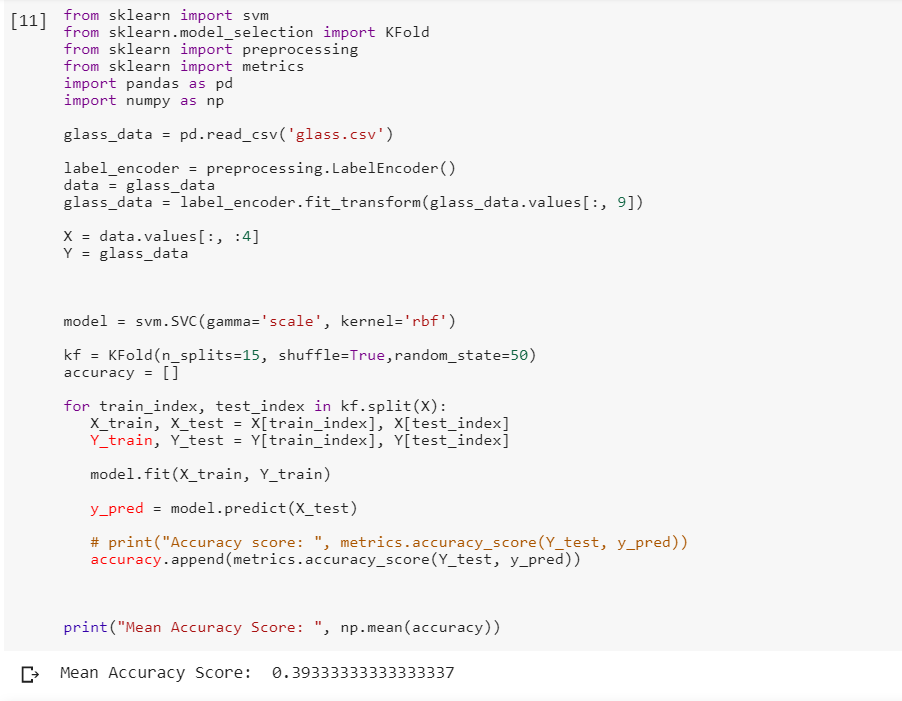 [11] from sklearn import svm
from sklearn.model_selection import KFold
from sklearn import preprocessing
from sklearn import metrics
import pandas as pd
import numpy as np
glass_data = pd.read_csv('glass.csv')
label_encoder = preprocessing.LabelEncoder()
data = glass_data
glass_data = label_encoder.fit_transform(glass_data.values[:, 9])
X = data.values[:, :4]
Y = glass_data
model = svm.SVC(gamma='scale', kernel='rbf')
kf = KFold(n_splits=15, shuffle=True,random_state=50)
accuracy = []
for train_index, test_index in kf.split(X):
   X_train, X_test = X[train_index], X[test_index]
   Y_train, Y_test = Y[train_index], Y[test_index]
   model.fit(X_train, Y_train)
   y_pred = model.predict(X_test)
   # print("Accuracy score: ", metrics.accuracy_score(Y_test, y_pred))
   accuracy.append(metrics.accuracy_score(Y_test, y_pred))
print("Mean Accuracy Score: ", np.mean(accuracy))
Mean Accuracy Score:  0.39333333333333337